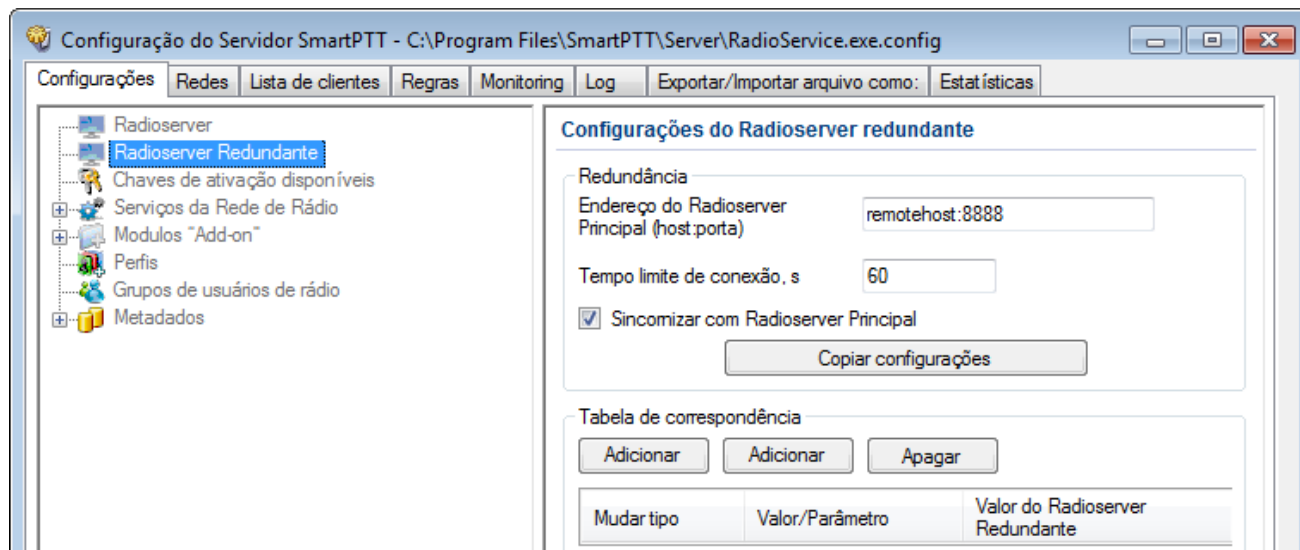 Configuração do Servidor SmartPTT - C:\Program Files\SmartPTT\Server\RadioService.exe.config
Configurações Redes Lista de clientes Regras Monitoring Log Exportar/Importar arquivo como: Estatísticas
Radioserver
Radioserver Redundante
Chaves de ativação disponíveis
Serviços da Rede de Rádio
Modulos "Add-on"
Perfis
Grupos de usuários de rádio
Metadados
Configurações do Radioserver redundante
Redundância
Endereço do Radioserver
Principal (host:porta)
remotehost:8888
Tempo limite de conexão, s
60
Sincornizar com Radioserver Principal
Copiar configurações
Tabela de correspondência
Adicionar Adicionar Apagar
Mudar tipo Valor/Parâmetro Valor do Radioserver
Redundante